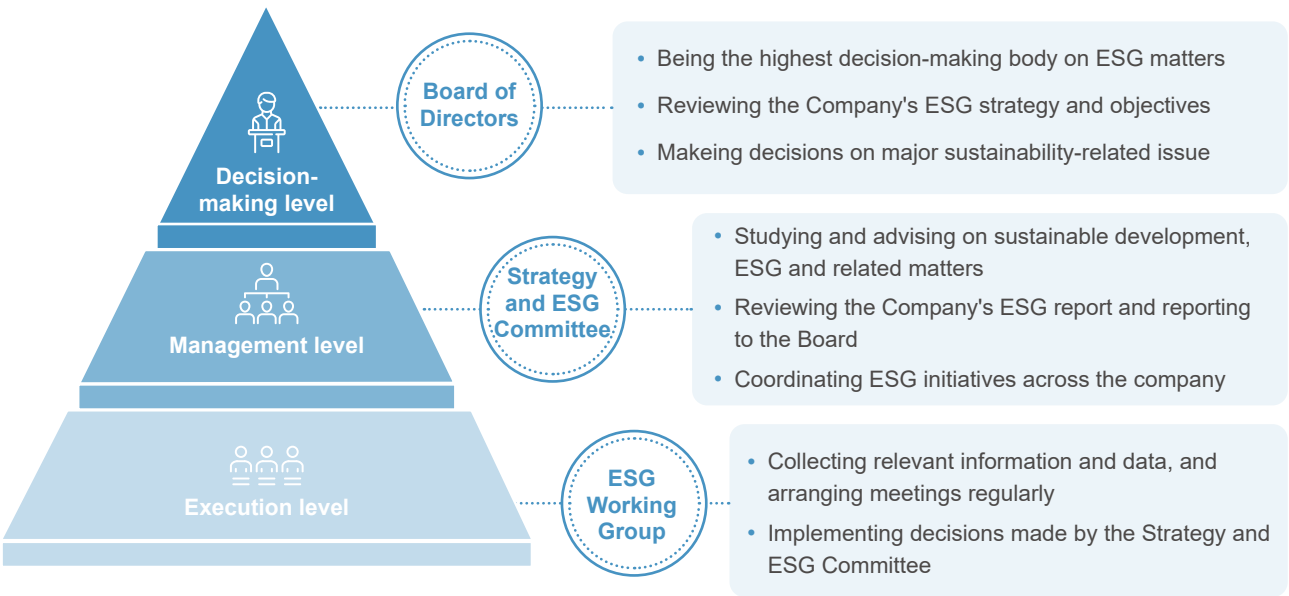 Decision-
making level
Board of
Directors
• Being the highest decision-making body on ESG matters
• Reviewing the Company's ESG strategy and objectives
• Makeing decisions on major sustainability-related issue
Management level
Strategy
and ESG
Committee
• Studying and advising on sustainable development,
ESG and related matters
• Reviewing the Company's ESG report and reporting
to the Board
• Coordinating ESG initiatives across the company
Execution level
ESG
Working
Group
• Collecting relevant information and data, and
arranging meetings regularly
• Implementing decisions made by the Strategy and
ESG Committee